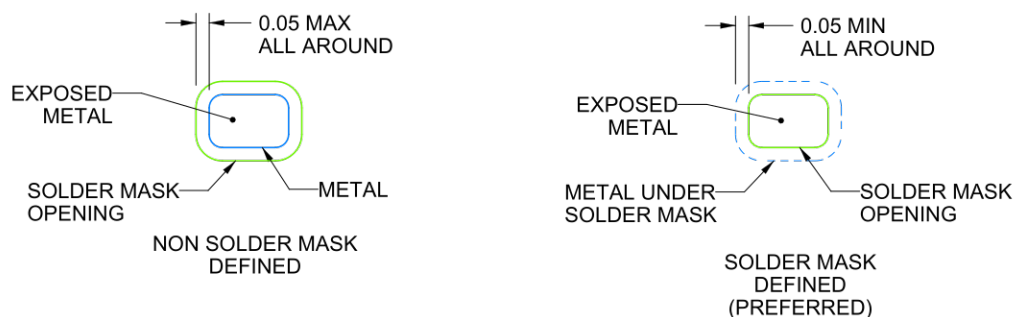 0.05 MAX
ALL AROUND
EXPOSED
METAL
SOLDER MASK
OPENING
METAL
NON SOLDER MASK
DEFINED
0.05 MIN
ALL AROUND
EXPOSED
METAL
METAL UNDER
SOLDER MASK
SOLDER MASK
OPENING
SOLDER MASK
DEFINED
(PREFERRED)